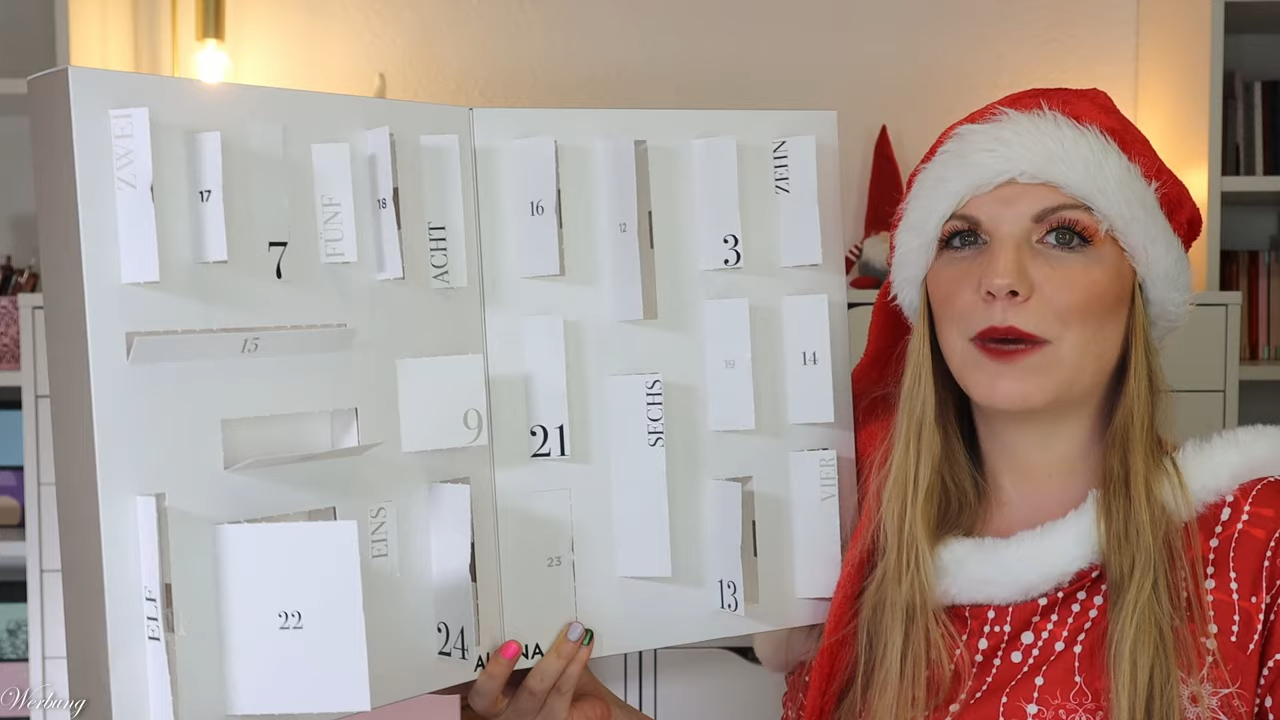 ZWEI
17
7
FÜNF
18
ACHT
16
12
3
ZEHN
15
9
21
SECHS
19
14
ELF
22
EINS
24
23
13
VIER
Werbung